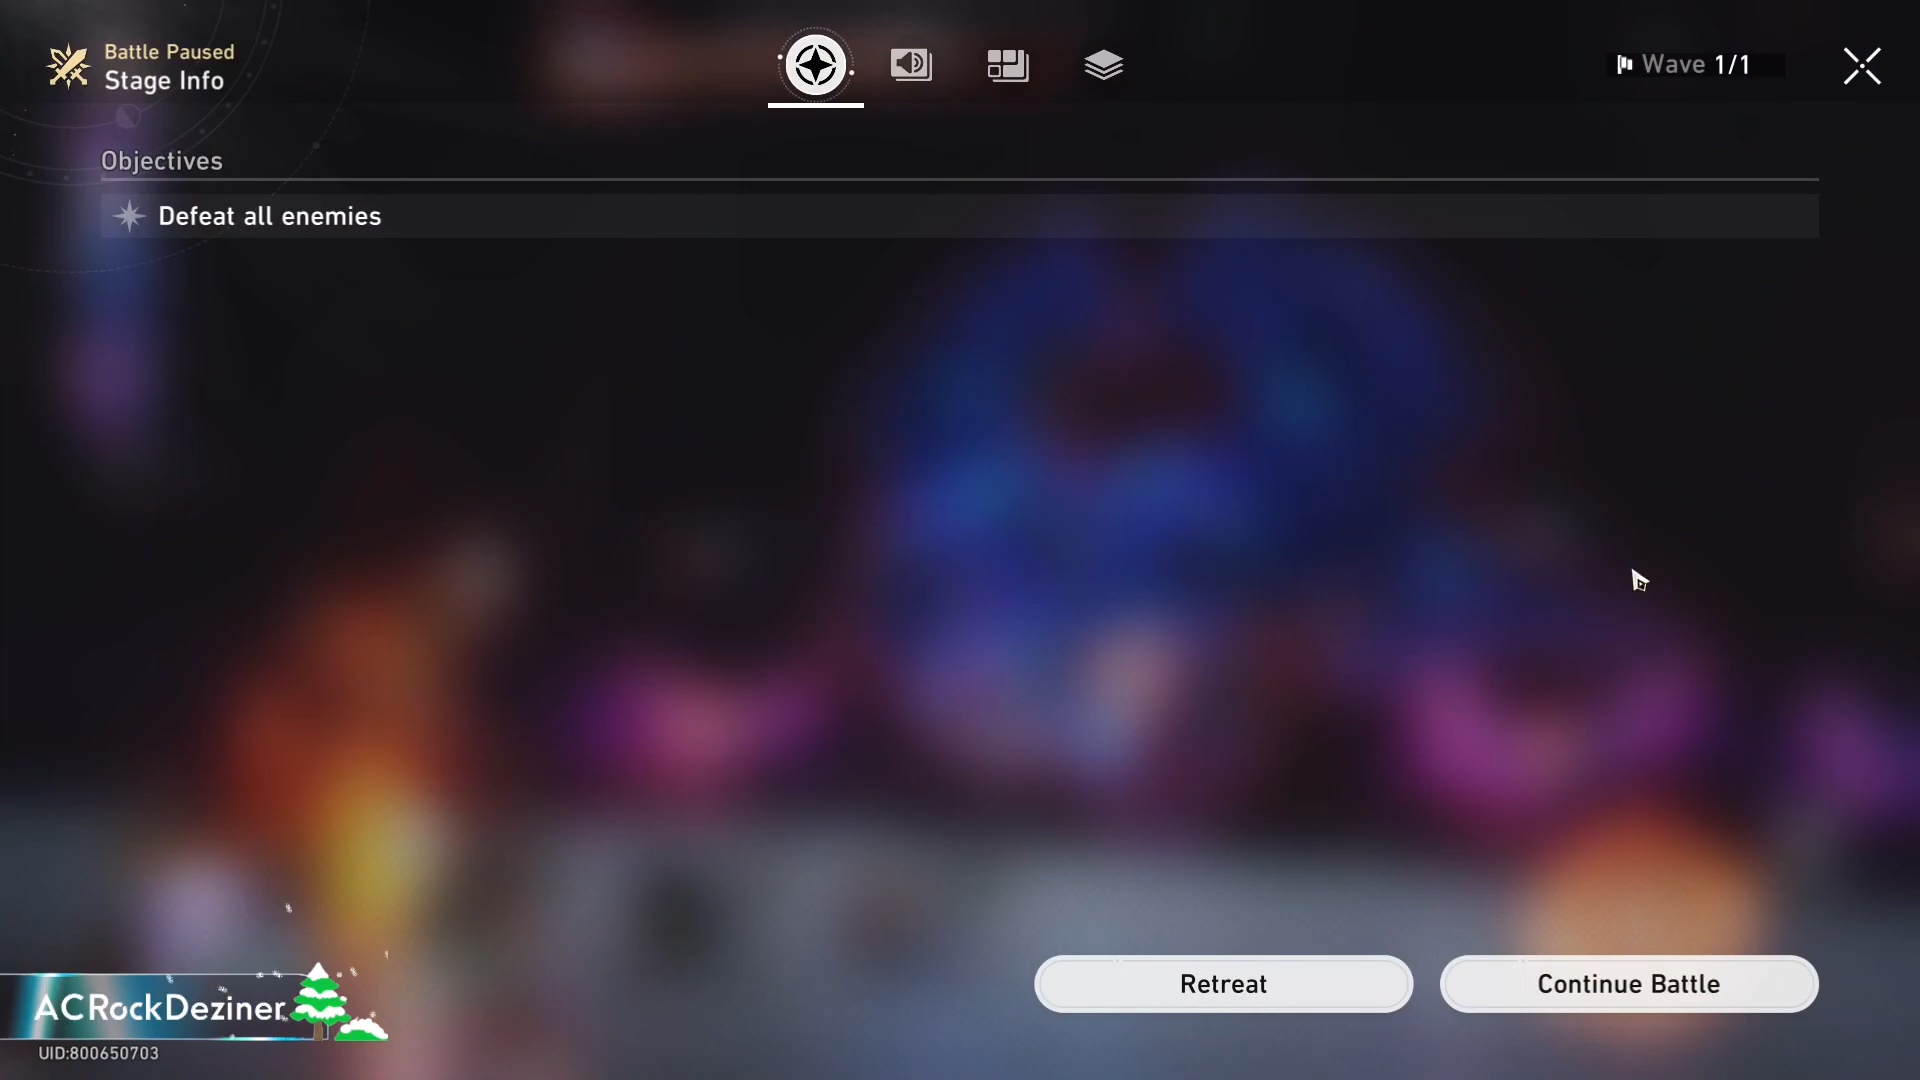 Battle Paused
Stage Info
Wave 1/1
Objectives
Defeat all enemies
Retreat
Continue Battle
ACRockDeziner
UID:800650703